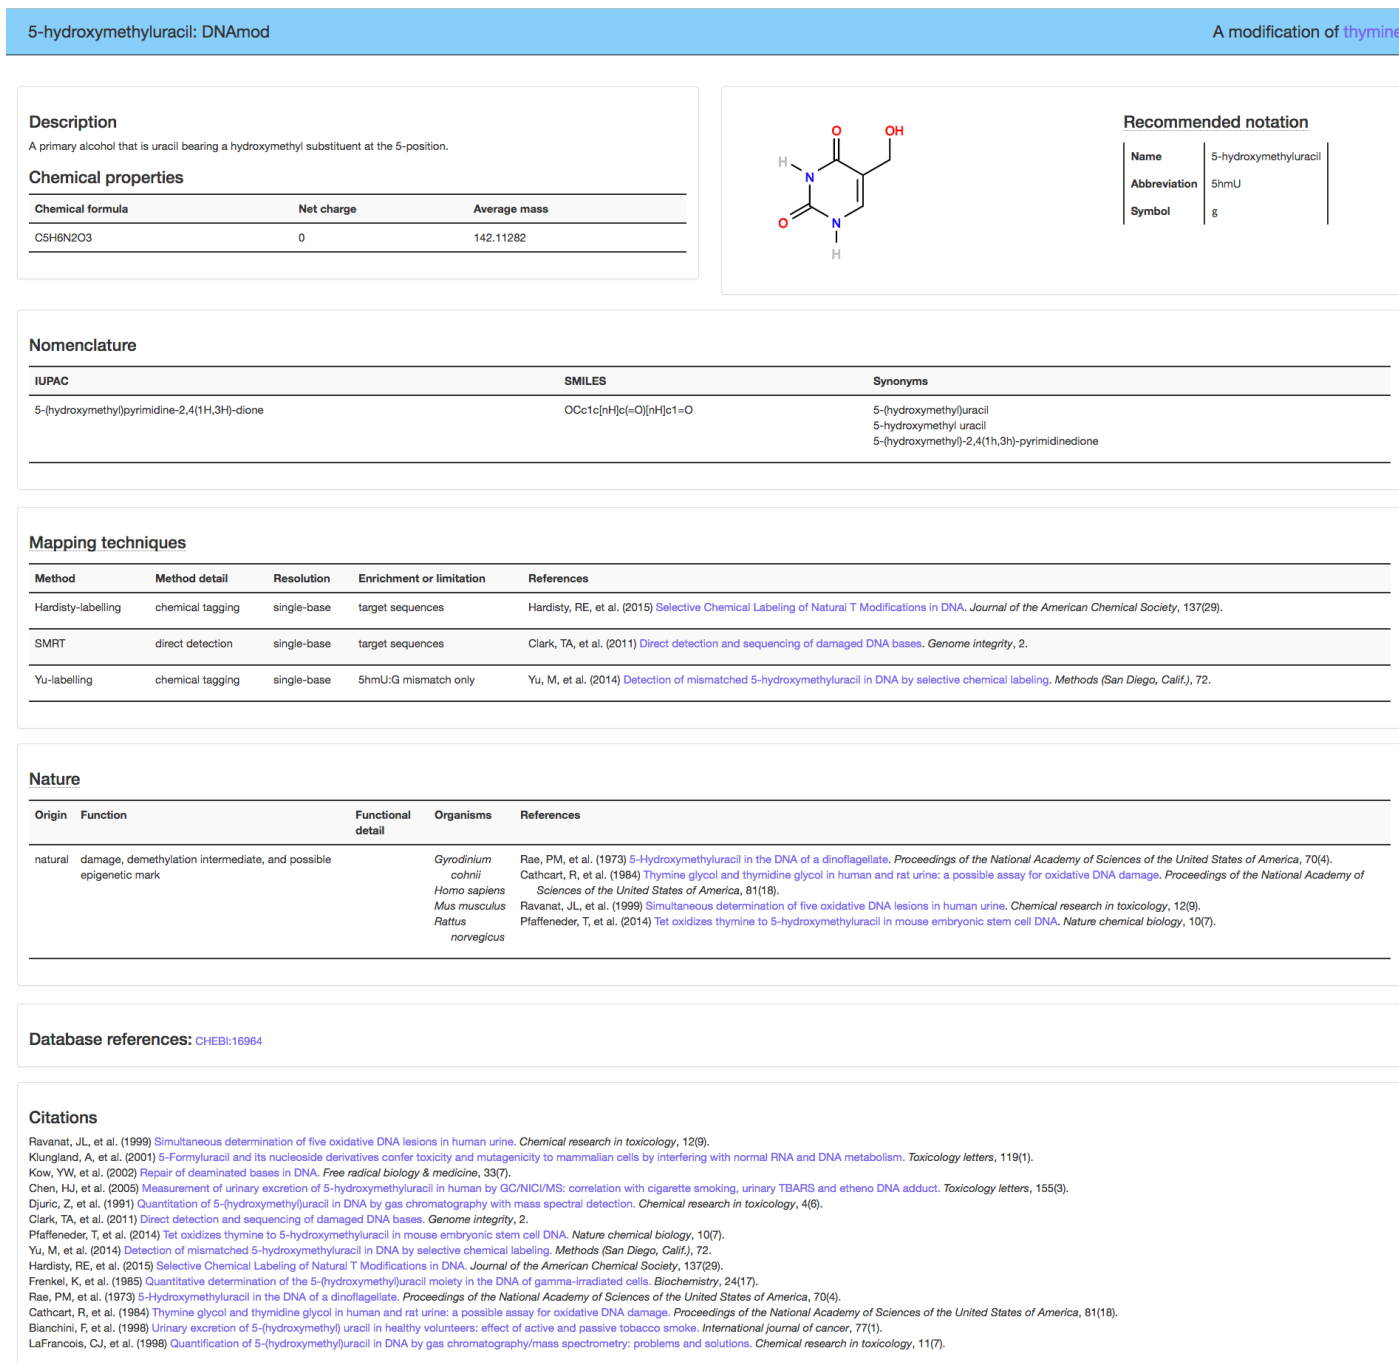 5-hydroxymethyluracil: DNAmod
A modification of thymine
Description
A primary alcohol that is uracil bearing a hydroxymethyl substituent at the 5-position.
Chemical properties
Chemical formula Net charge Average mass
C5H6N2O3 0 142.11282
O OH
H N
O N
H
Recommended notation
Name 5-hydroxymethyluracil
Abbreviation 5hmU
Symbol g
Nomenclature
IUPAC SMILES Synonyms
5-(hydroxymethyl)pyrimidine-2,4(1H,3H)-dione OCc1c[nH]c(=O)[nH]c1=O 5-(hydroxymethyl)uracil
5-hydroxymethyl uracil
5-(hydroxymethyl)-2,4(1h,3h)-pyrimidinedione
Mapping techniques
Method Method detail Resolution Enrichment or limitation References
Hardisty-labelling chemical tagging single-base target sequences Hardisty, RE, et al. (2015) Selective Chemical Labeling of Natural T Modifications in DNA. Journal of the American Chemical Society, 137(29).
SMRT direct detection single-base target sequences Clark, TA, et al. (2011) Direct detection and sequencing of damaged DNA bases. Genome integrity, 2.
Yu-labelling chemical tagging single-base 5hmU:G mismatch only Yu, M, et al. (2014) Detection of mismatched 5-hydroxymethyluracil in DNA by selective chemical labeling. Methods (San Diego, Calif.), 72.
Nature
Origin Function Functional detail Organisms References
natural damage, demethylation intermediate, and possible epigenetic mark
Gyrodinium cohnii
Homo sapiens
Mus musculus
Rattus norvegicus
Rae, PM, et al. (1973) 5-Hydroxymethyluracil in the DNA of a dinoflagellate. Proceedings of the National Academy of Sciences of the United States of America, 70(4).
Cathcart, R, et al. (1984) Thymine glycol and thymidine glycol in human and rat urine: a possible assay for oxidative DNA damage. Proceedings of the National Academy of
Sciences of the United States of America, 81(18).
Ravanat, JL, et al. (1999) Simultaneous determination of five oxidative DNA lesions in human urine. Chemical research in toxicology, 12(9).
Pfaffeneder, T, et al. (2014) Tet oxidizes thymine to 5-hydroxymethyluracil in mouse embryonic stem cell DNA. Nature chemical biology, 10(7).
Database references: CHEBI:16964
Citations
Ravanat, JL, et al. (1999) Simultaneous determination of five oxidative DNA lesions in human urine. Chemical research in toxicology, 12(9).
Klungland, A, et al. (2001) 5-Formyluracil and its nucleoside derivatives confer toxicity and mutagenicity to mammalian cells by interfering with normal RNA and DNA metabolism. Toxicology letters, 119(1).
Kow, YW, et al. (2002) Repair of deaminated bases in DNA. Free radical biology & medicine, 33(7).
Chen, HJ, et al. (2005) Measurement of urinary excretion of 5-hydroxymethyluracil in human by GC/NICI/MS: correlation with cigarette smoking, urinary TBARS and etheno DNA adduct. Toxicology letters, 155(3).
Djuric, Z, et al. (1991) Quantitation of 5-(hydroxymethyl)uracil in DNA by gas chromatography with mass spectral detection. Chemical research in toxicology, 4(6).
Clark, TA, et al. (2011) Direct detection and sequencing of damaged DNA bases. Genome integrity, 2.
Pfaffeneder, T, et al. (2014) Tet oxidizes thymine to 5-hydroxymethyluracil in mouse embryonic stem cell DNA. Nature chemical biology, 10(7).
Yu, M, et al. (2014) Detection of mismatched 5-hydroxymethyluracil in DNA by selective chemical labeling. Methods (San Diego, Calif.), 72.
Hardisty, RE, et al. (2015) Selective Chemical Labeling of Natural T Modifications in DNA. Journal of the American Chemical Society, 137(29).
Frenkel, K, et al. (1985) Quantitative determination of the 5-(hydroxymethyl)uracil moiety in the DNA of gamma-irradiated cells. Biochemistry, 24(17).
Rae, PM, et al. (1973) 5-Hydroxymethyluracil in the DNA of a dinoflagellate. Proceedings of the National Academy of Sciences of the United States of America, 70(4).
Cathcart, R, et al. (1984) Thymine glycol and thymidine glycol in human and rat urine: a possible assay for oxidative DNA damage. Proceedings of the National Academy of Sciences of the United States of America, 81(18).
Bianchini, F, et al. (1998) Urinary excretion of 5-(hydroxymethyl) uracil in healthy volunteers: effect of active and passive tobacco smoke. International journal of cancer, 77(1).
LaFrancois, CJ, et al. (1998) Quantification of 5-(hydroxymethyl)uracil in DNA by gas chromatography/mass spectrometry: problems and solutions. Chemical research in toxicology, 11(7).